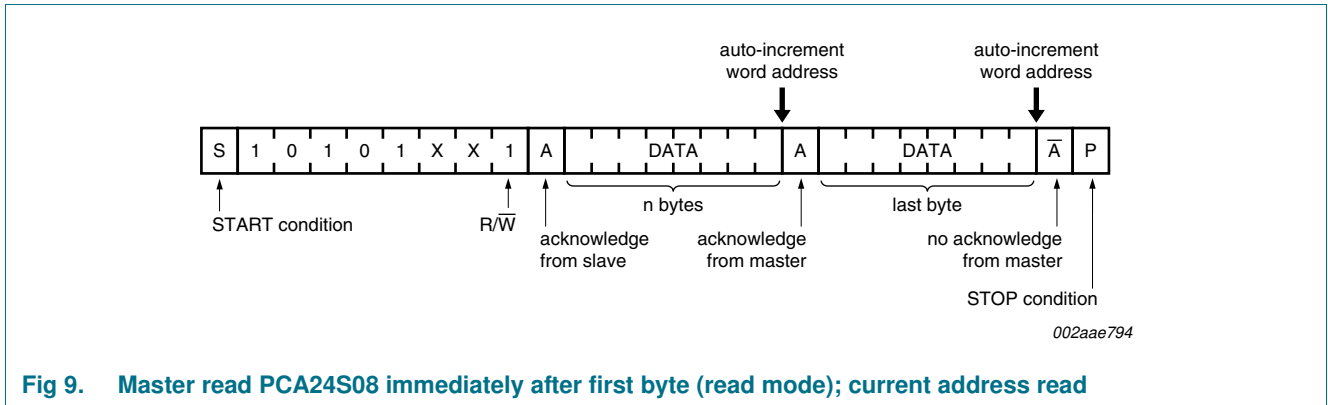 auto-increment
word address
auto-increment
word address
S 1 0 1 0 1 X X 1 A DATA A DATA A̅ P
n bytes
last byte
START condition
R/W̅
acknowledge
from slave
acknowledge
from master
no acknowledge
from master
STOP condition
002aae794
Fig 9. Master read PCA24S08 immediately after first byte (read mode); current address read